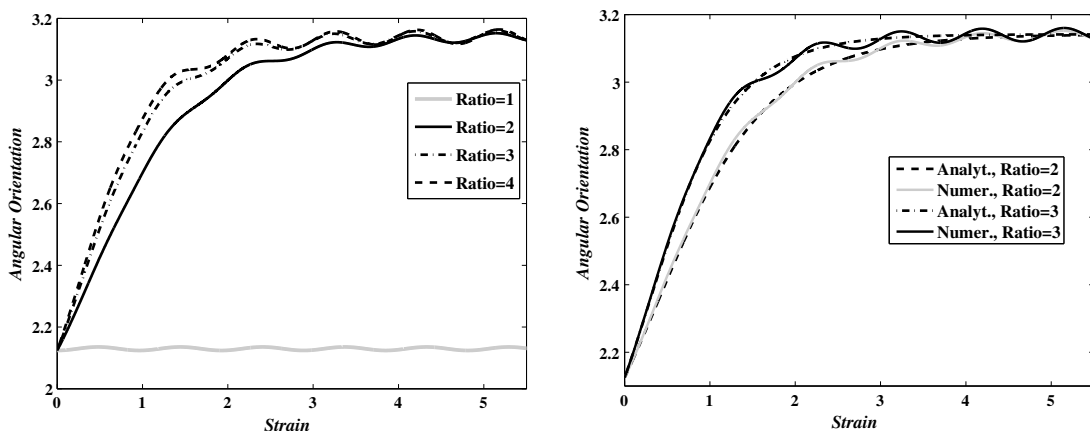 3.2
3
2.8
2.6
2.4
2.2
2
Angular Orientation
0 1 2 3 4 5
Strain
Ratio=1
Ratio=2
Ratio=3
Ratio=4
3.2
3
2.8
2.6
2.4
2.2
Angular Orientation
0 1 2 3 4 5
Strain
Analyt., Ratio=2
Numer., Ratio=2
Analyt., Ratio=3
Numer., Ratio=3